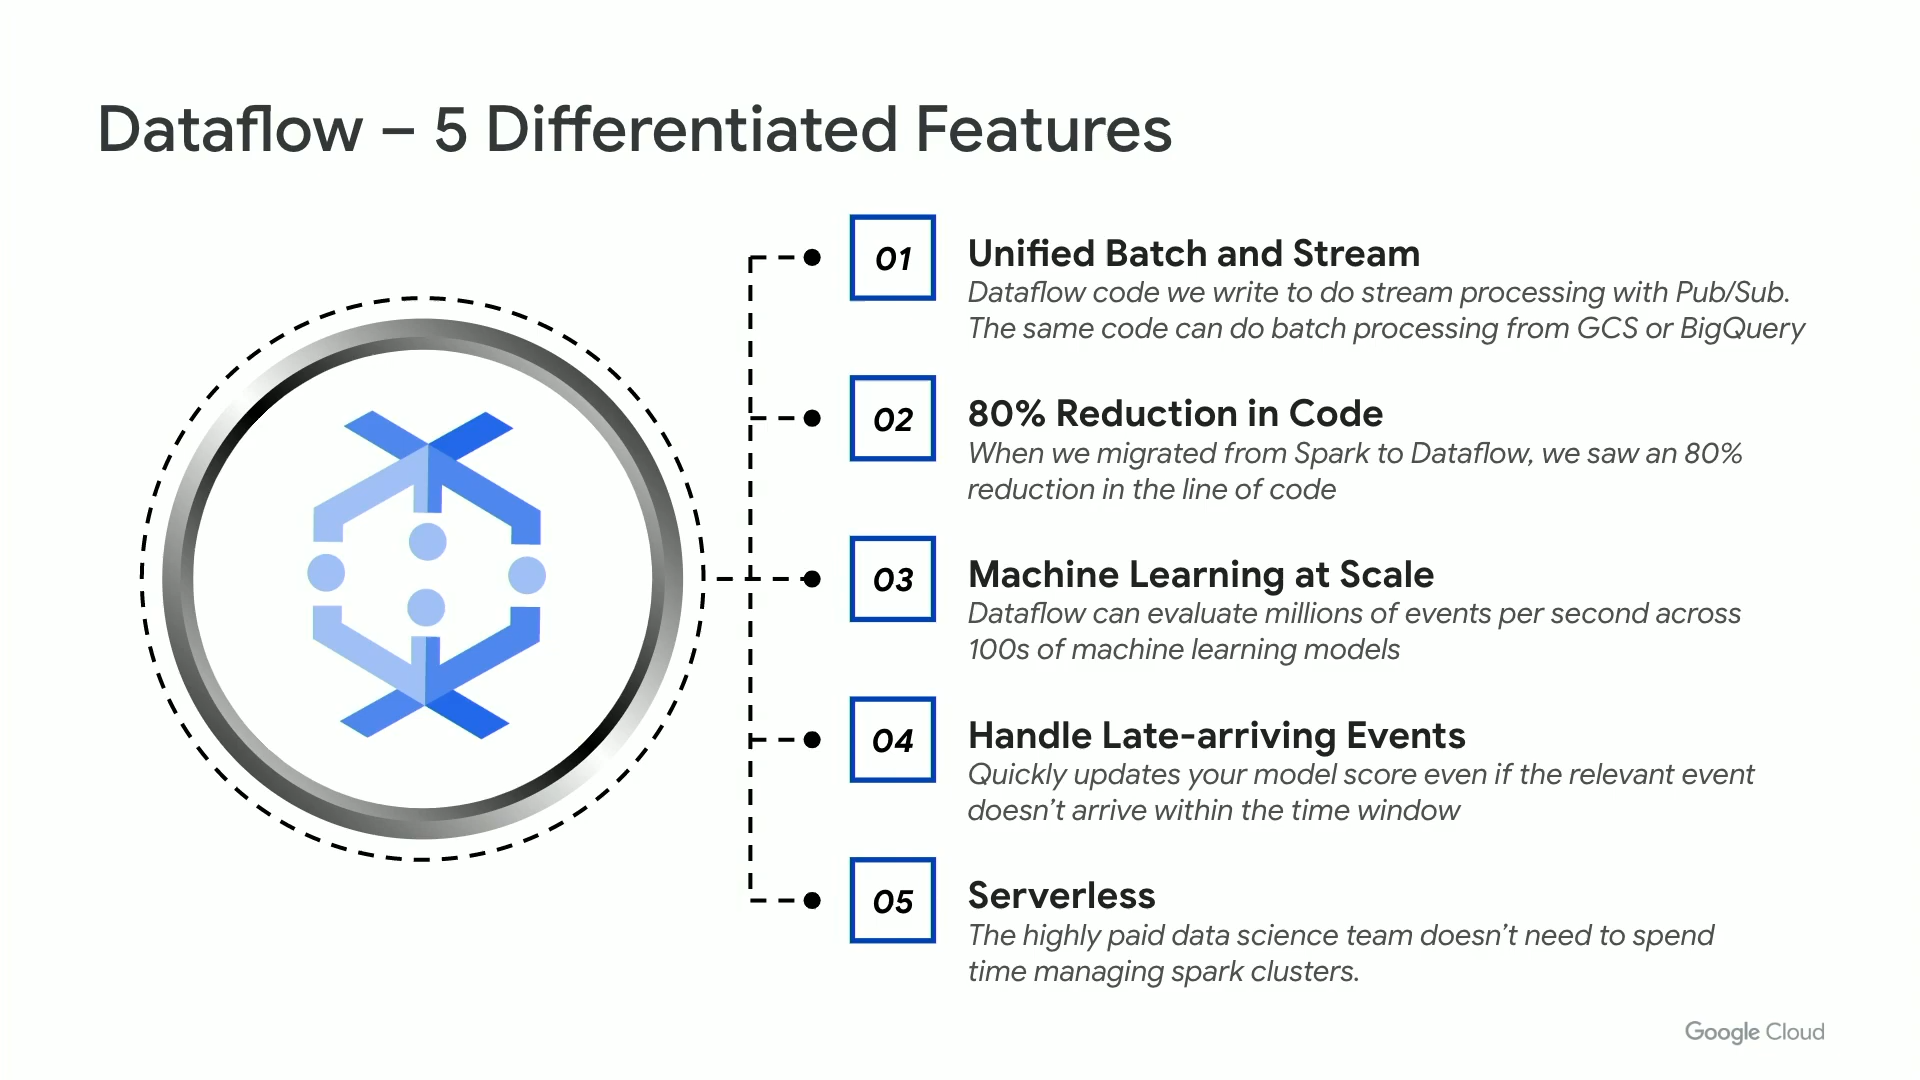 Dataflow – 5 Differentiated Features
01
Unified Batch and Stream
Dataflow code we write to do stream processing with Pub/Sub.
The same code can do batch processing from GCS or BigQuery
02
80% Reduction in Code
When we migrated from Spark to Dataflow, we saw an 80%
reduction in the line of code
03
Machine Learning at Scale
Dataflow can evaluate millions of events per second across
100s of machine learning models
04
Handle Late-arriving Events
Quickly updates your model score even if the relevant event
doesn’t arrive within the time window
05
Serverless
The highly paid data science team doesn’t need to spend
time managing spark clusters.
Google Cloud